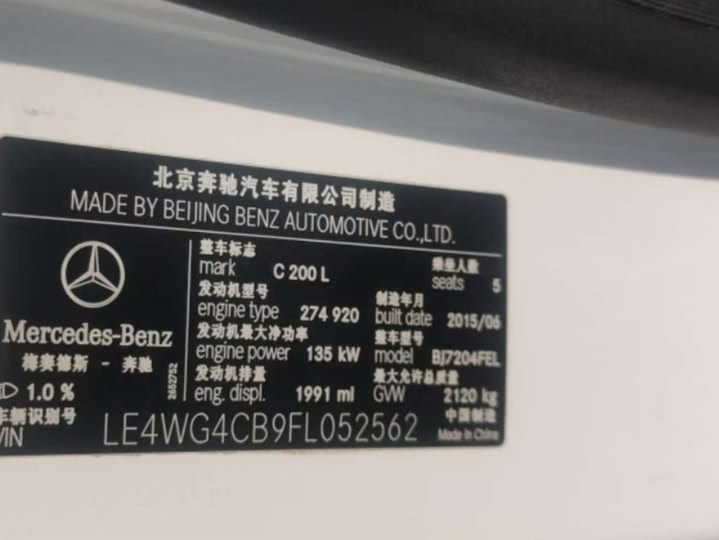 北京奔驰汽车有限公司制造
MADE BY BEIJING BENZ AUTOMOTIVE CO.,LTD.
Mercedes-Benz
梅赛德斯 - 奔驰
1.0 %
整车标志
mark C 200 L
乘坐人数
seats 5
发动机型号
engine type 274 920
制造年月
built date 2015/06
发动机最大净功率
engine power 135 kW
整车型号
model BJ7204FEL
发动机排量
eng. displ. 1991 ml
最大允许总质量
GVW 2120 kg
2652752
车辆识别号
VIN LE4WG4CB9FL052562
中国制造
Made in China